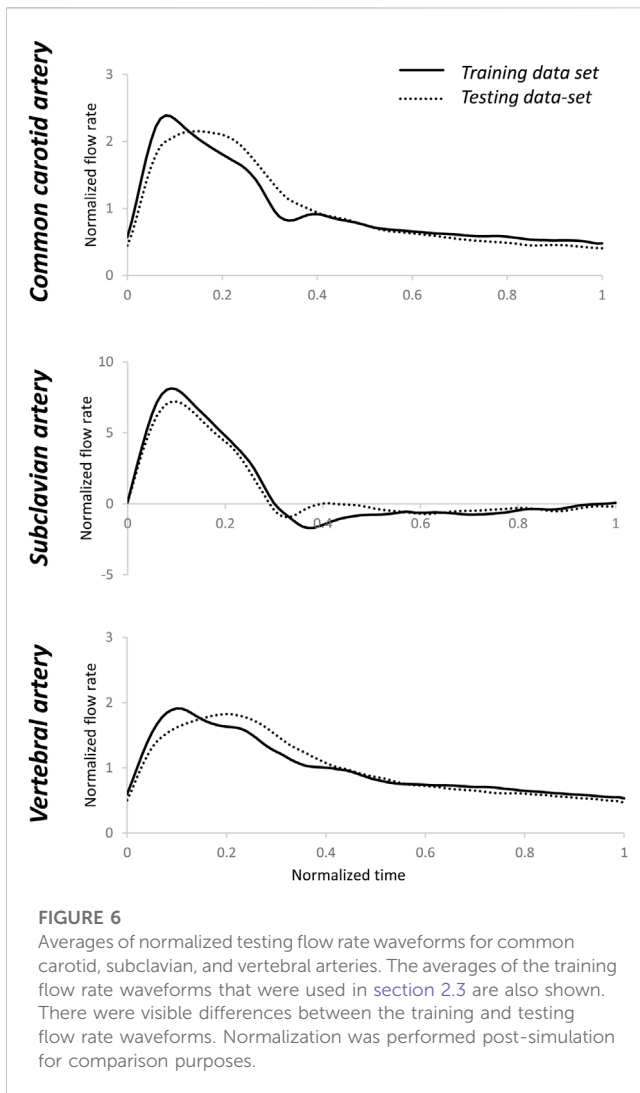 Common carotid artery
Normalized flow rate
3
2
1
0
0 0.2 0.4 0.6 0.8 1
Training data set
Testing data-set
Subclavian artery
Normalized flow rate
10
5
0
-5
0 0.2 0.4 0.6 0.8 1
Vertebral artery
Normalized flow rate
3
2
1
0
0 0.2 0.4 0.6 0.8 1
Normalized time
FIGURE 6
Averages of normalized testing flow rate waveforms for common
carotid, subclavian, and vertebral arteries. The averages of the training
flow rate waveforms that were used in section 2.3 are also shown.
There were visible differences between the training and testing
flow rate waveforms. Normalization was performed post-simulation
for comparison purposes.